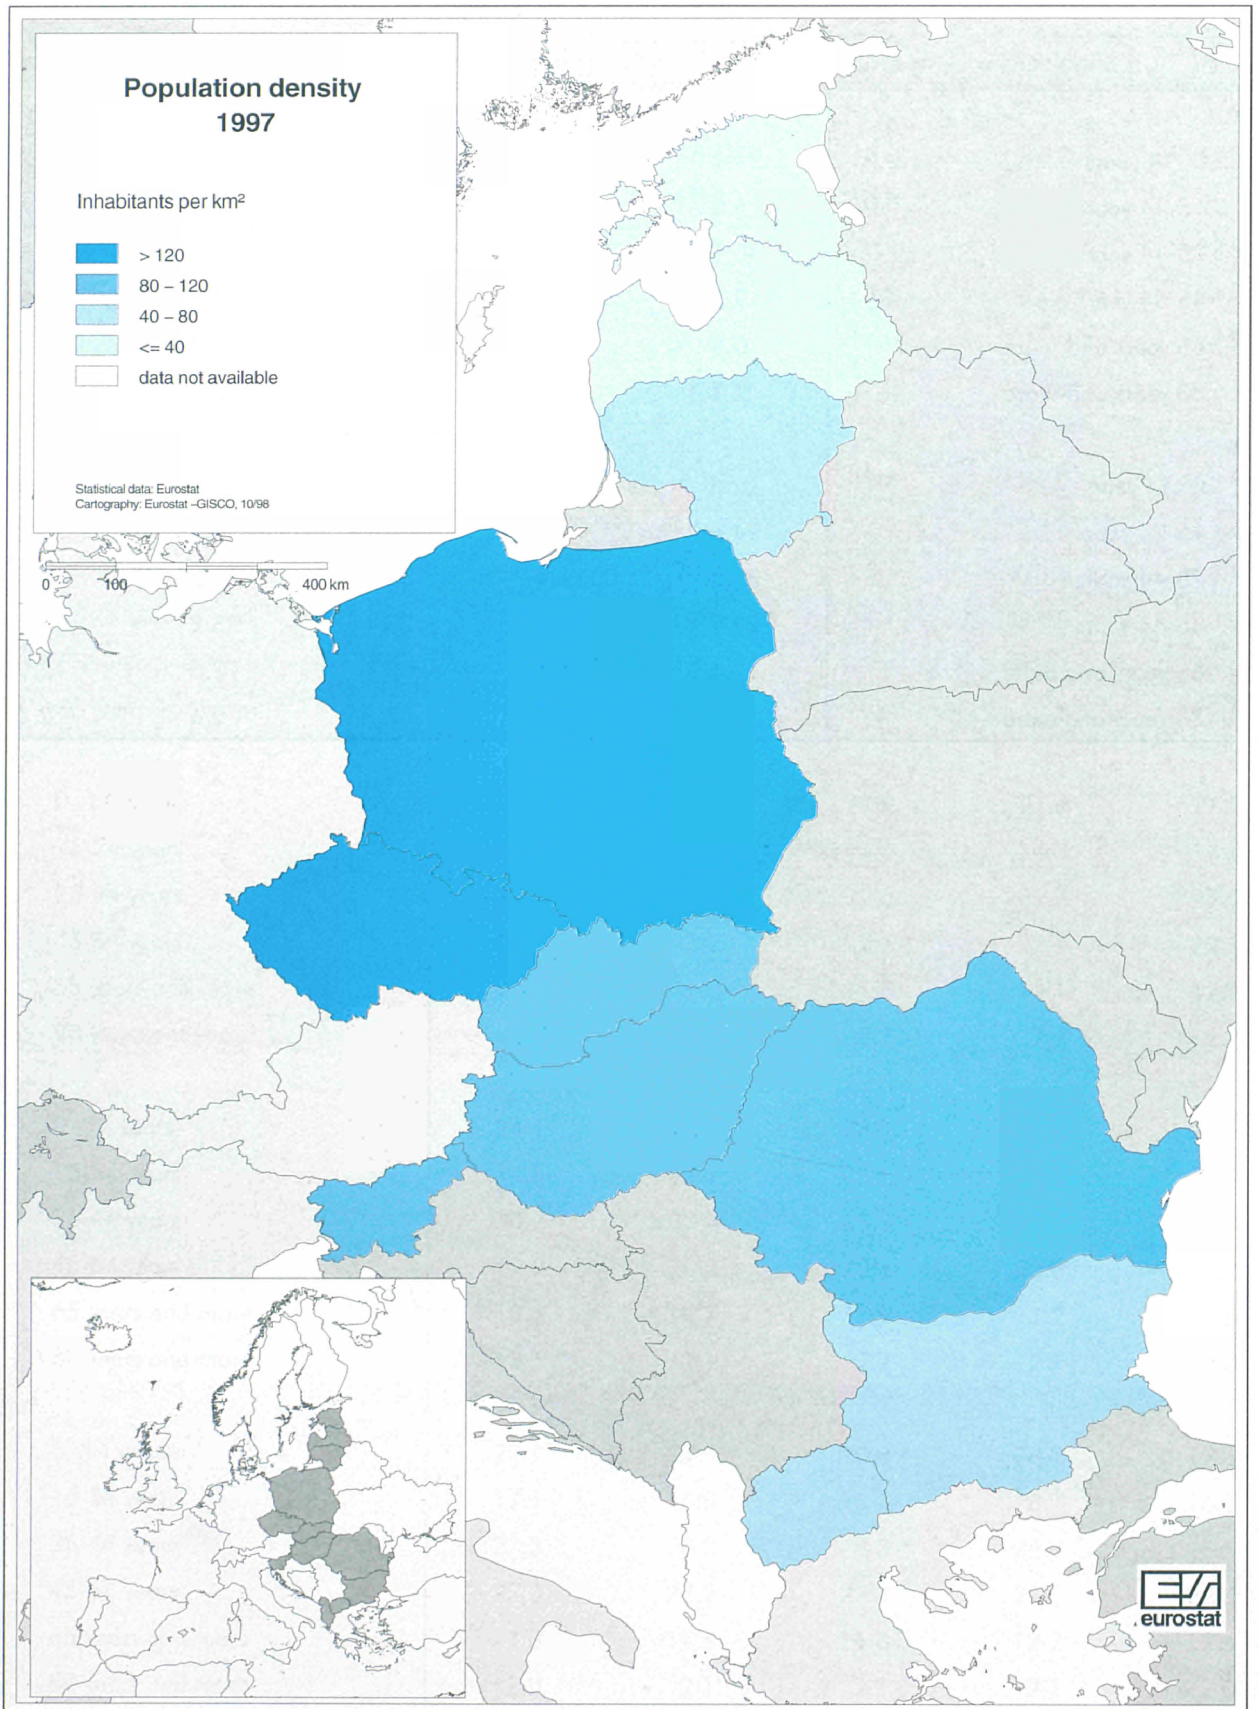 Population density
1997
Inhabitants per km²
> 120
80 – 120
40 – 80
<= 40
data not available
Statistical data: Eurostat
Cartography: Eurostat –GISCO, 10/98
0 100 400 km
eurostat